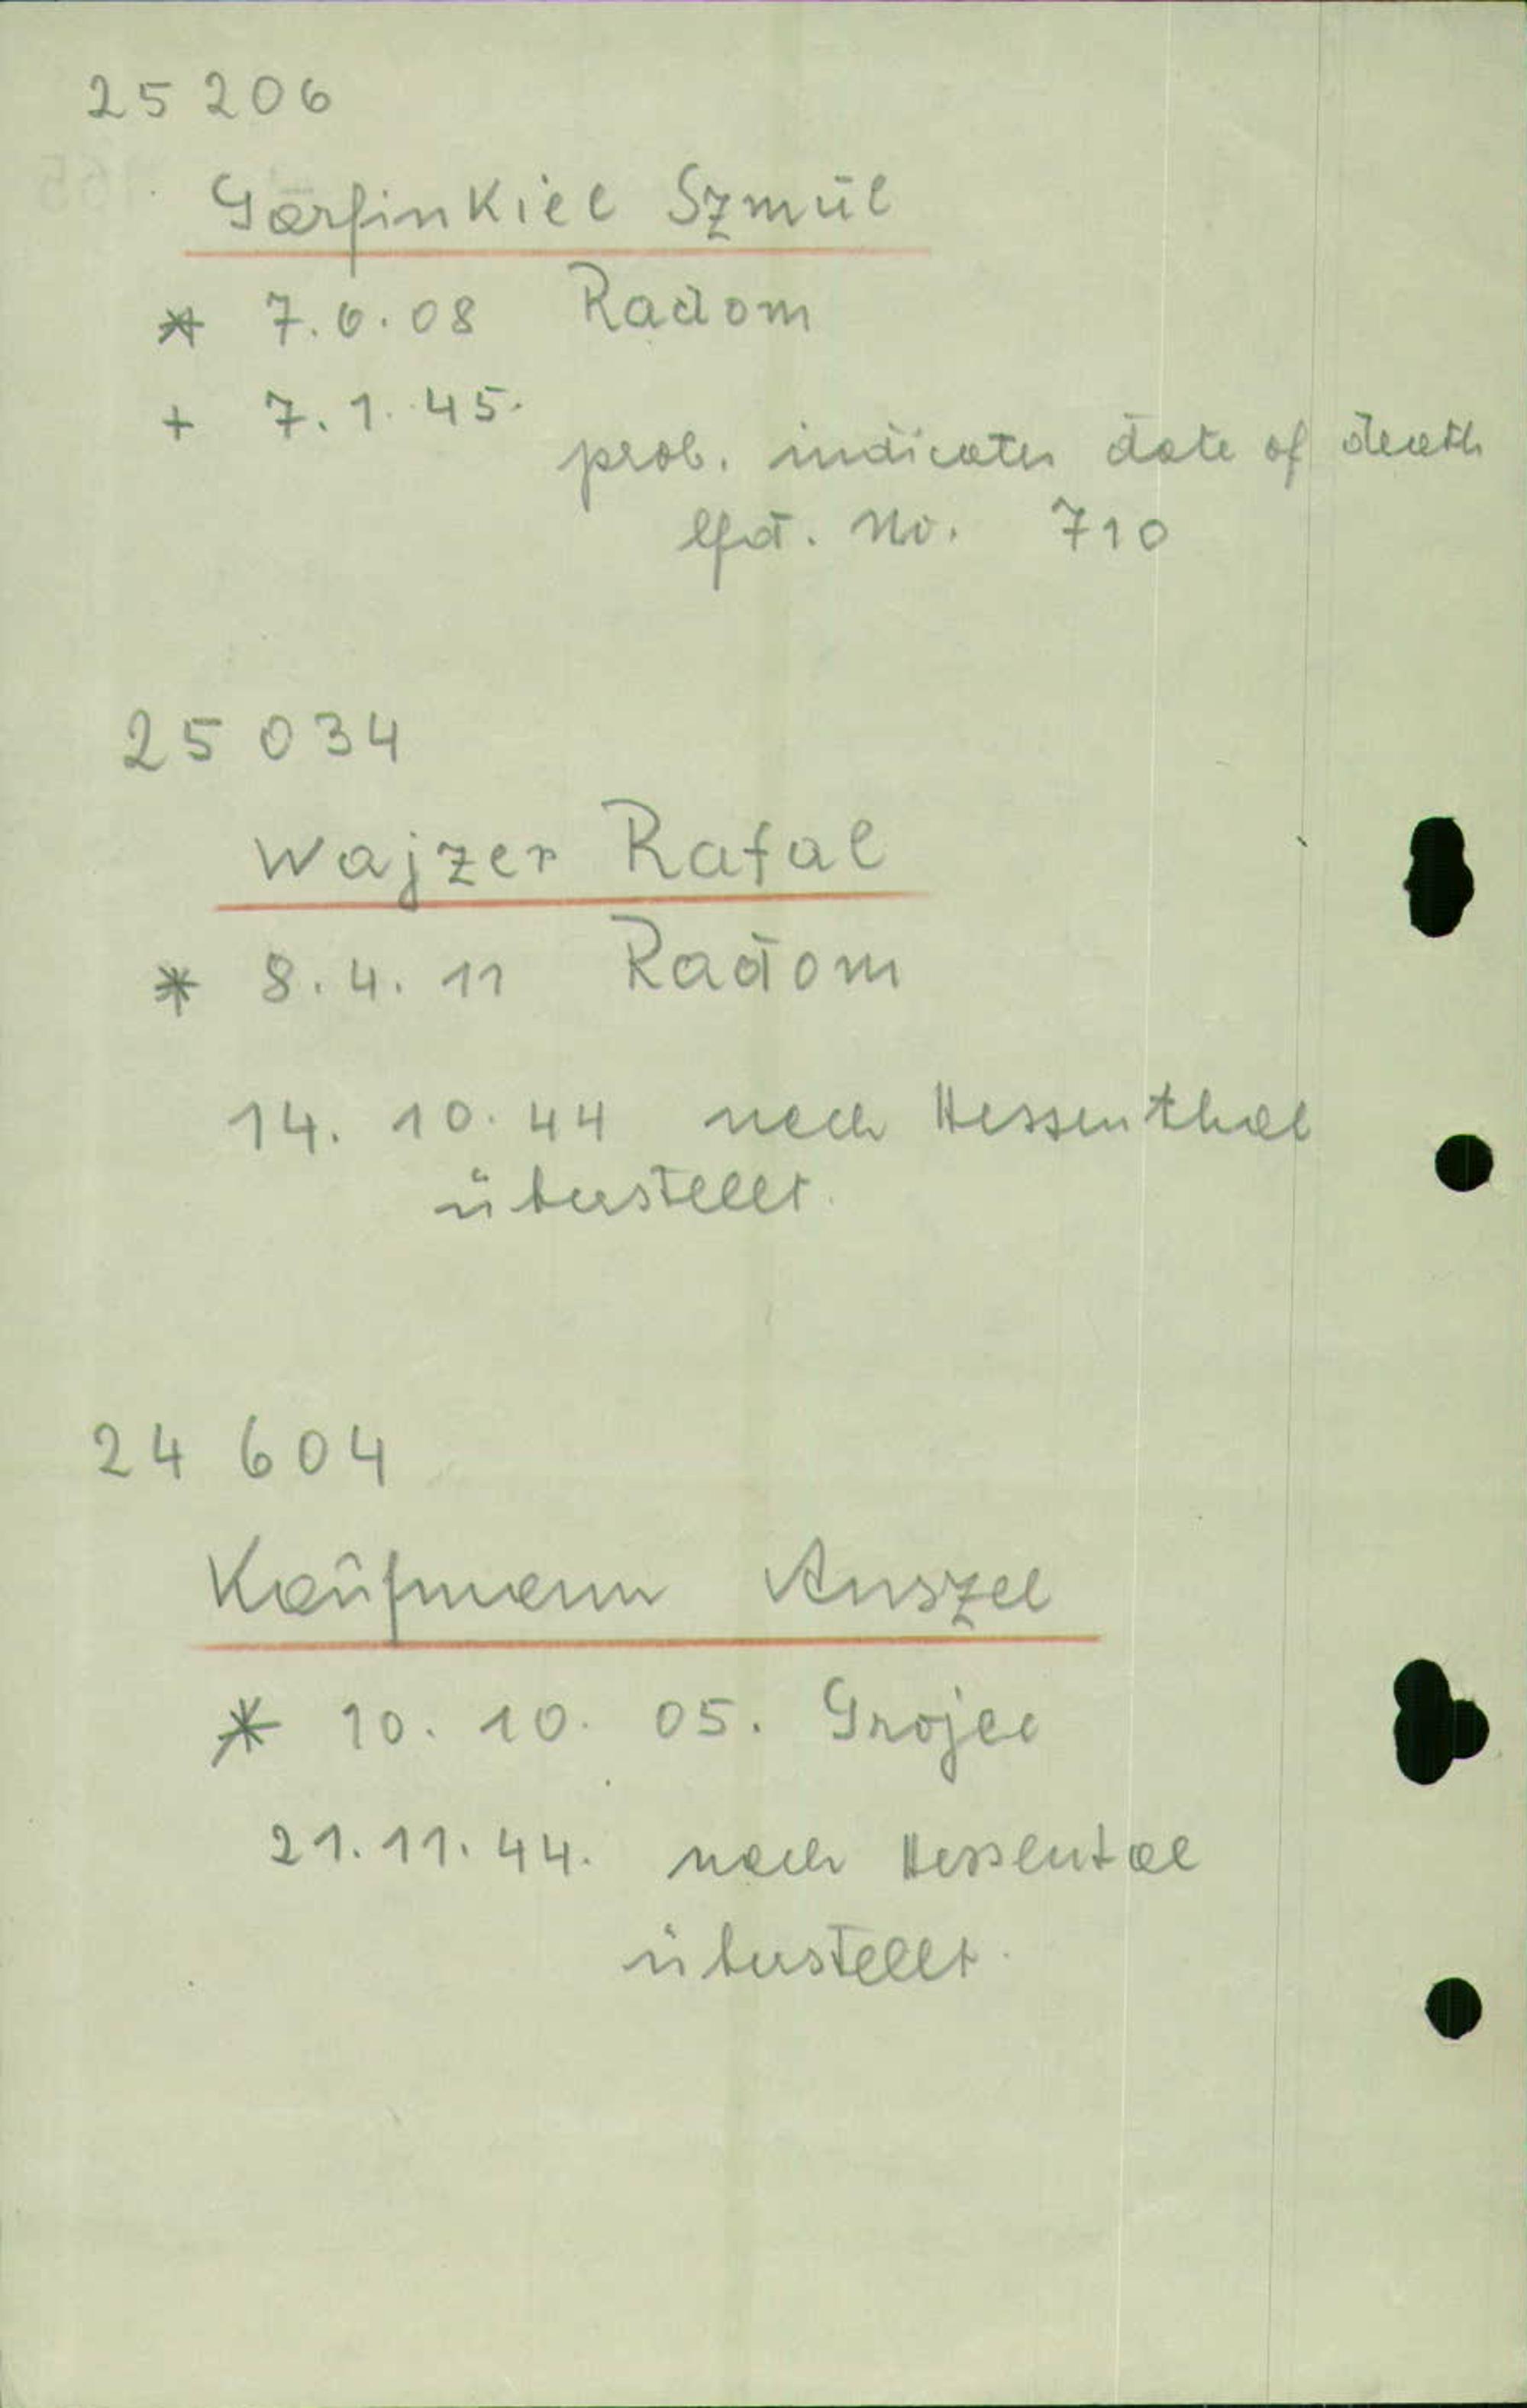 25 206
Garfinkiel Szmul
* 7.6.08 Radom
+ 7.1.45.
prob. indicates date of death
lfd. No. 710
25 034
Wajzer Rafal
* 8.4.11 Radom
14. 10. 44 nach Hessenthal
überstellt.
24 604
Kaufmann Anszel
* 10. 10. 05. Grojec
21.11.44. nach Hessental
überstellt.